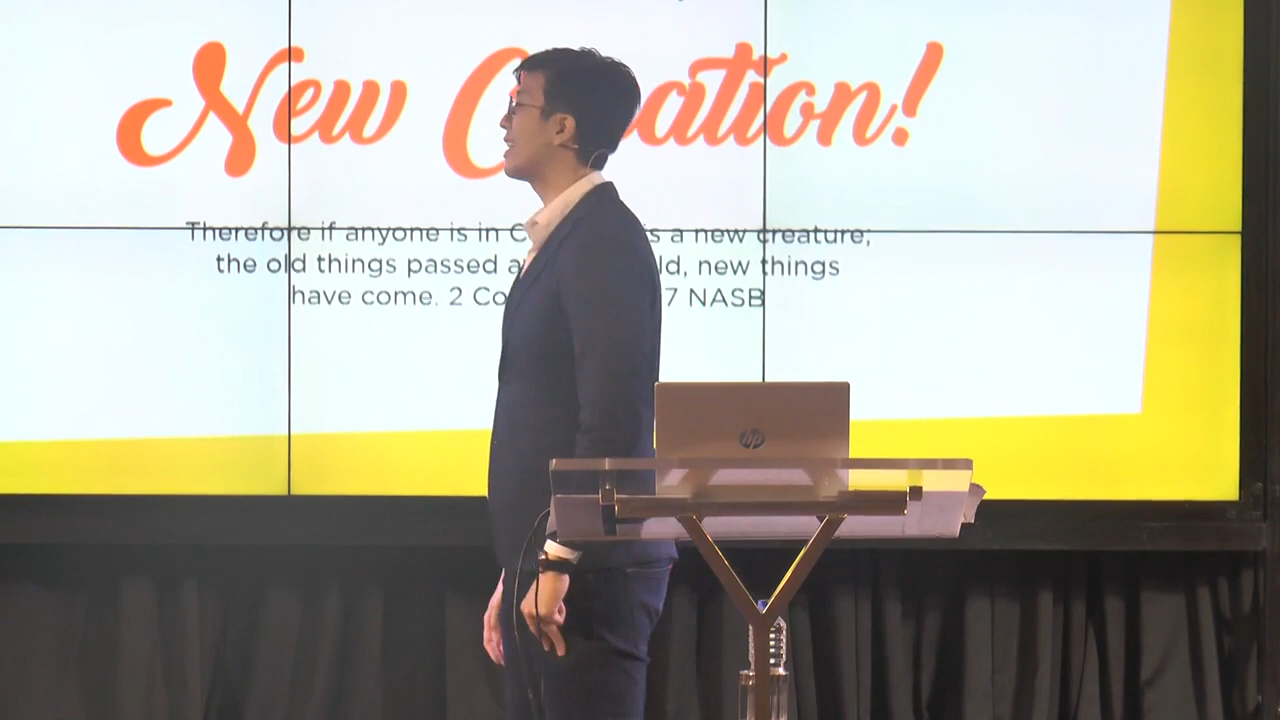 New C ation!
Therefore if anyone is in C s a new creature;
the old things passed a ld, new things
have come. 2 Co 7 NASB
hp